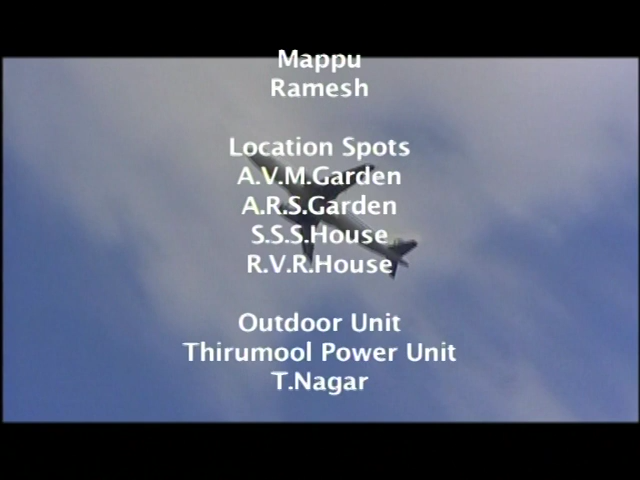 Mappu
Ramesh
Location Spots
A.V.M.Garden
A.R.S.Garden
S.S.S.House
R.V.R.House
Outdoor Unit
Thirumool Power Unit
T.Nagar